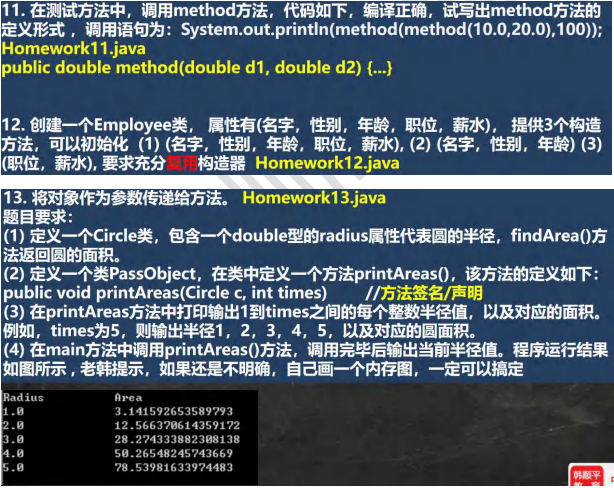 11. 在测试方法中，调用method方法，代码如下，编译正确，试写出method方法的
定义形式，调用语句为：System.out.println(method(method(10.0,20.0),100));
Homework11.java
public double method(double d1, double d2) {...}
12. 创建一个Employee类， 属性有(名字，性别，年龄，职位，薪水)， 提供3个构造
方法，可以初始化 (1) (名字，性别，年龄，职位，薪水), (2) (名字，性别，年龄) (3)
(职位，薪水), 要求充分复用构造器 Homework12.java
13. 将对象作为参数传递给方法。 Homework13.java
题目要求：
(1) 定义一个Circle类，包含一个double型的radius属性代表圆的半径，findArea()方
法返回圆的面积。
(2) 定义一个类PassObject，在类中定义一个方法printAreas()，该方法的定义如下：
public void printAreas(Circle c, int times) //方法签名/声明
(3) 在printAreas方法中打印输出1到times之间的每个整数半径值，以及对应的面积。
例如，times为5，则输出半径1，2，3，4，5，以及对应的圆面积。
(4) 在main方法中调用printAreas()方法，调用完毕后输出当前半径值。程序运行结果
如图所示，老韩提示，如果还是不明确，自己画一个内存图，一定可以搞定
Radius Area
1.0 3.141592653589793
2.0 12.566370614359172
3.0 28.274333882308138
4.0 50.26548245743669
5.0 78.53981633974483
韩顺平